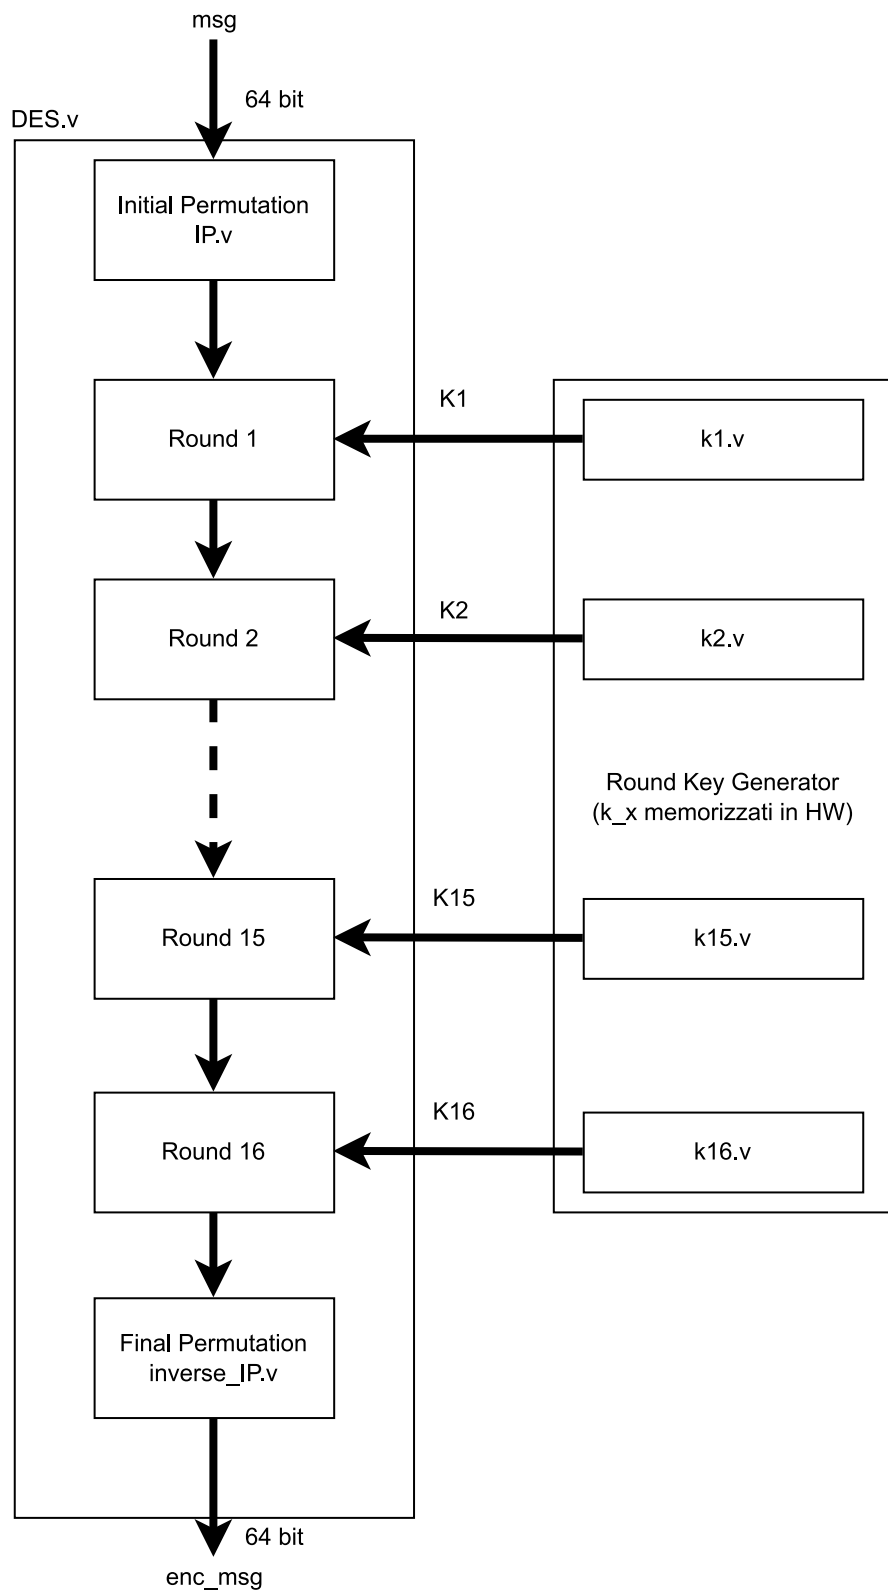 msg
64 bit
DES.v
Initial Permutation
IP.v
K1
Round 1
k1.v
K2
Round 2
k2.v
Round Key Generator
(k_x memorizzati in HW)
K15
Round 15
k15.v
K16
Round 16
k16.v
Final Permutation
inverse_IP.v
64 bit
enc_msg